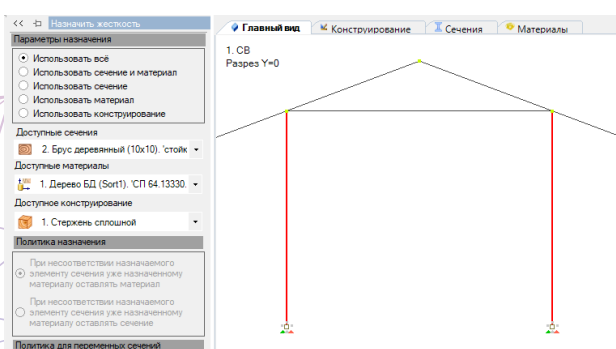 << Назначить жесткость
Параметры назначения
Использовать всё
Использовать сечение и материал
Использовать сечение
Использовать материал
Использовать конструирование
Доступные сечения
2. Брус деревянный (10x10). 'стойк
Доступные материалы
1. Дерево БД (Sort1). 'СП 64.13330.
Доступное конструирование
1. Стержень сплошной
Политика назначения
При несоответствии назначаемого
элементу сечения уже назначенному
материалу оставлять материал
При несоответствии назначаемого
элементу сечения уже назначенному
материалу оставлять сечение
Политика для переменных сечений
Главный вид Конструирование Сечения Материалы
1. СВ
Разрез Y=0